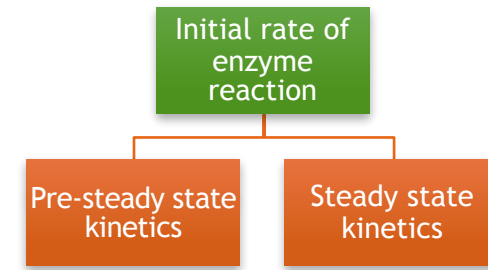 Initial rate of
enzyme
reaction
Pre-steady state
kinetics
Steady state
kinetics